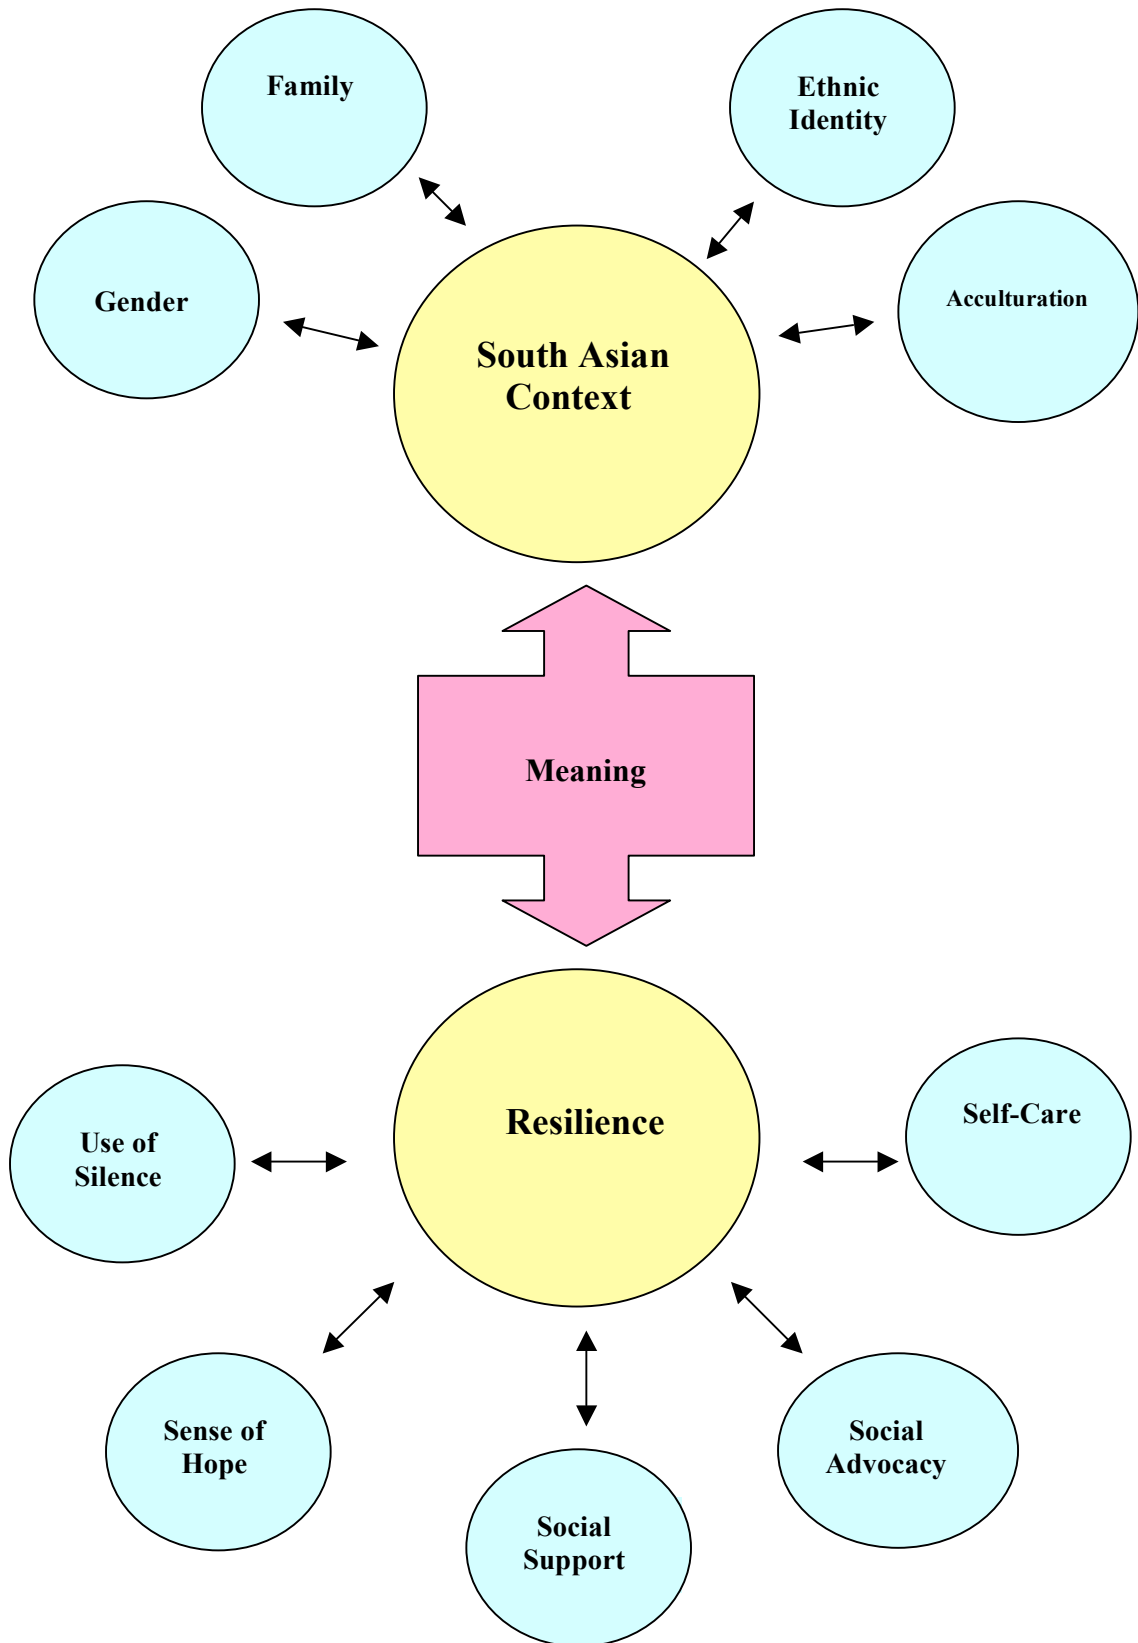 Family
Ethnic
Identity
Gender
Acculturation
South Asian
Context
Meaning
Resilience
Self-Care
Use of
Silence
Sense of
Hope
Social
Advocacy
Social
Support